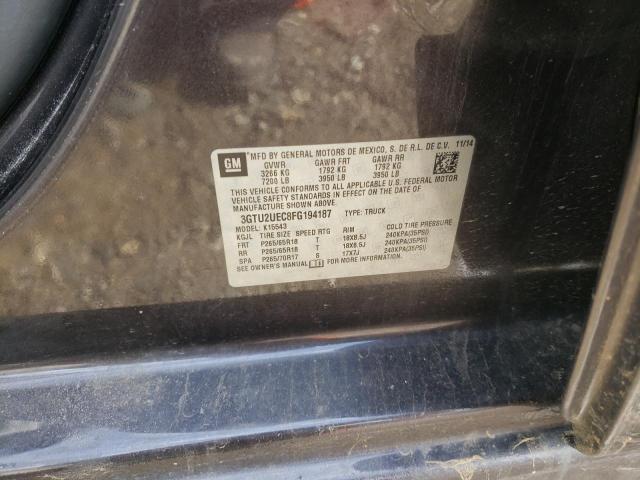 GM MFD BY GENERAL MOTORS DE MEXICO, S. DE R.L. DE C.V. 11/14
GVWR GAWR FRT GAWR RR
3266 KG 1792 KG 1792 KG
7200 LB 3950 LB 3950 LB
THIS VEHICLE CONFORMS TO ALL APPLICABLE U.S. FEDERAL MOTOR
VEHICLE SAFETY STANDARDS IN EFFECT ON THE DATE OF
MANUFACTURE SHOWN ABOVE.
3GTU2UEC8FG194187 TYPE: TRUCK
MODEL: K15543
KGJL TIRE SIZE SPEED RTG RIM COLD TIRE PRESSURE
FRT P265/65R18 T 18X8.5J 240KPA(35PSI)
RR P265/65R18 T 18X8.5J 240KPA(35PSI)
SPA P265/70R17 S 17X7J 240KPA(35PSI)
SEE OWNER'S MANUAL FOR ADDITIONAL INFORMATION.